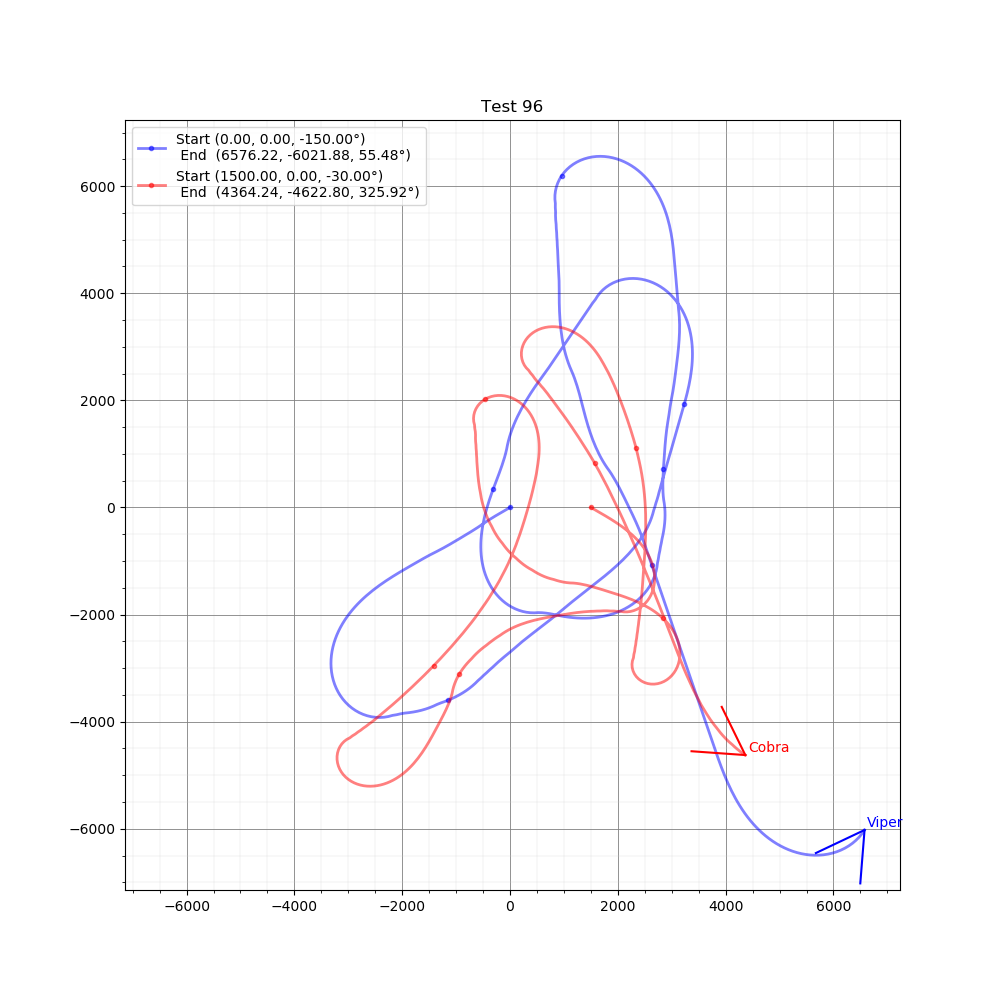 Test 96
Start (0.00, 0.00, -150.00°)
End  (6576.22, -6021.88, 55.48°)
Start (1500.00, 0.00, -30.00°)
End  (4364.24, -4622.80, 325.92°)
6000
4000
2000
0
−2000
−4000
−6000
Cobra
Viper
−6000 −4000 −2000 0 2000 4000 6000